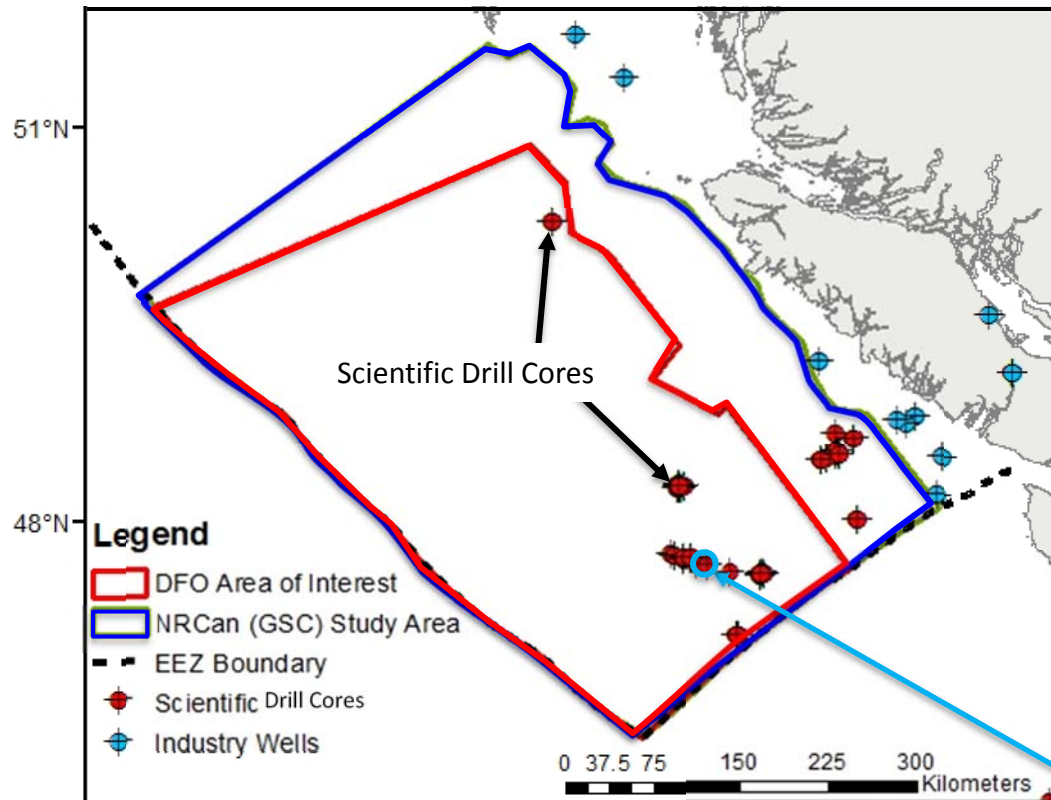 51°N
Scientific Drill Cores
48°N
Legend
DFO Area of Interest
NRCan (GSC) Study Area
EEZ Boundary
Scientific Drill Cores
Industry Wells
0 37.5 75 150 225 300
Kilometers